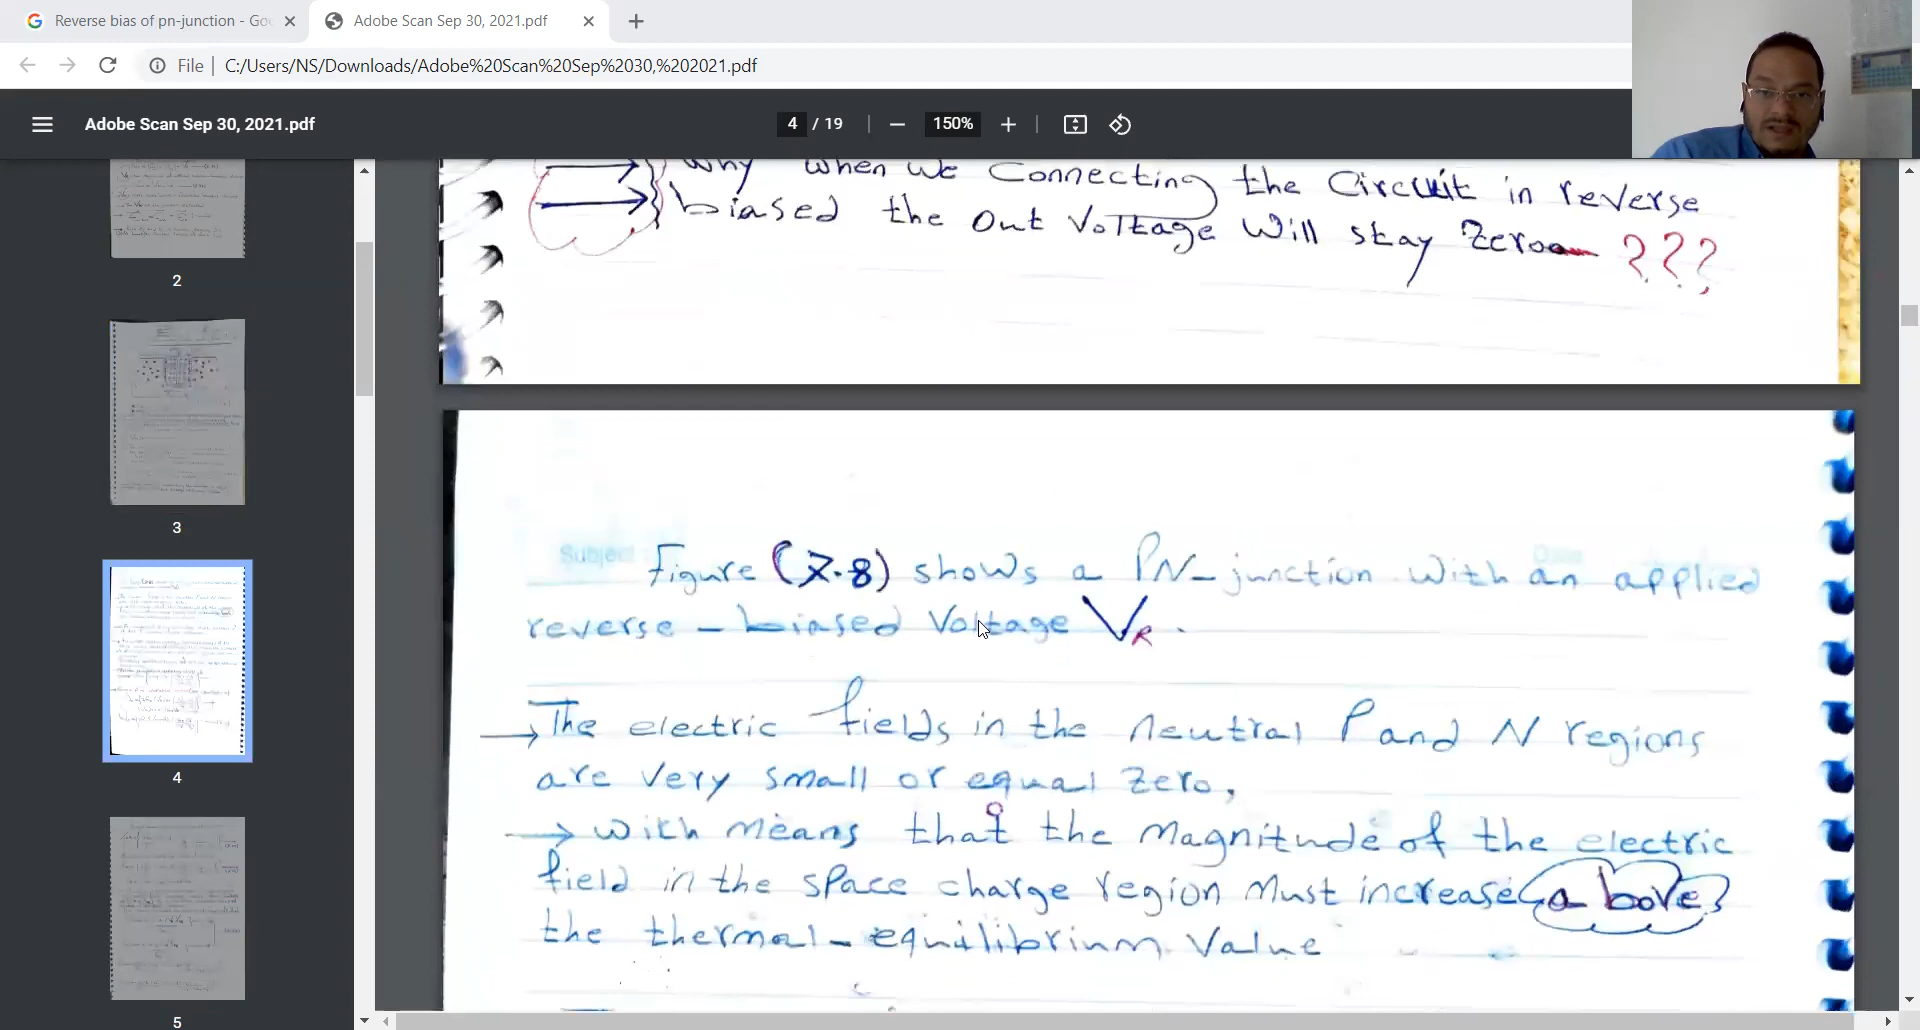 Reverse bias of pn-junction - Goo
Adobe Scan Sep 30, 2021.pdf
File
C:/Users/NS/Downloads/Adobe%20Scan%20Sep%2030,%202021.pdf
Adobe Scan Sep 30, 2021.pdf
4 / 19
150%
2
3
4
5
Why when we Connecting the Circuit in reverse
biased the out Voltage Will stay Zero ???
Subject
Date
Figure (7.8) shows a PN-junction with an applied
reverse - biased Voltage VR.
→ The electric fields in the neutral P and N regions
are very small or equal zero,
→ with means that the magnitude of the electric
field in the space charge region Must increase above
the thermal - equilibrium Value